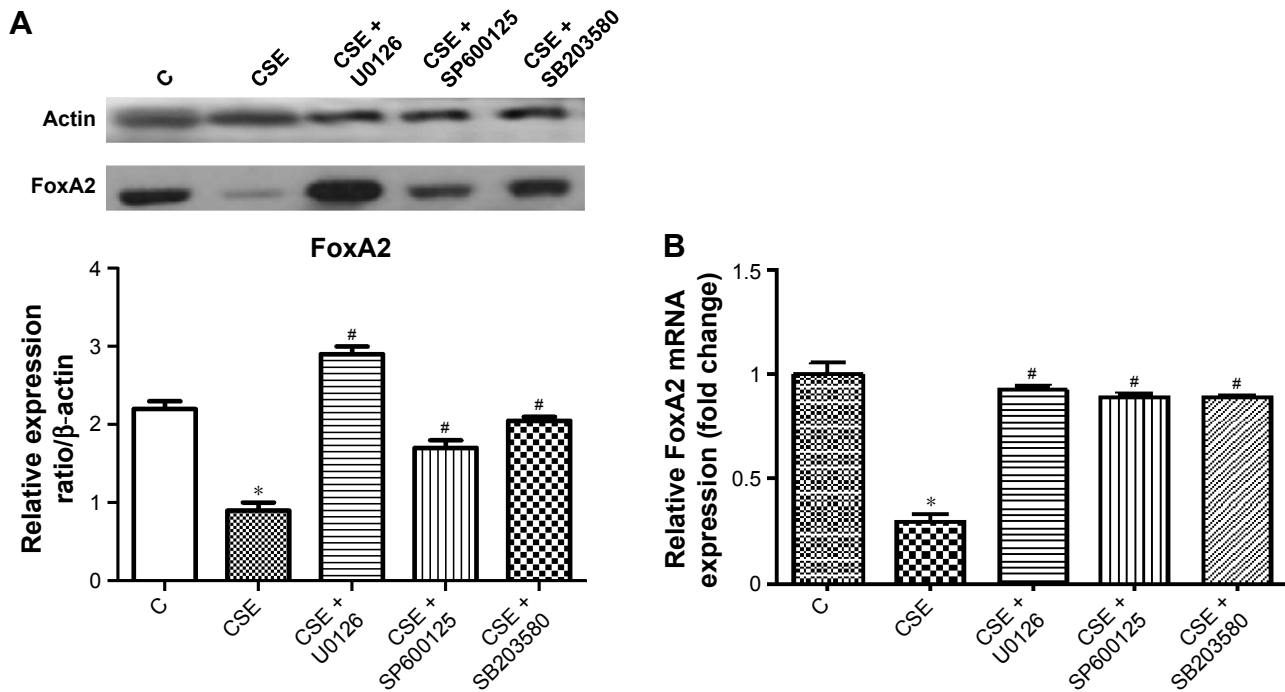 A
C
CSE
CSE +
U0126
CSE +
SP600125
CSE +
SB203580
Actin
FoxA2
FoxA2
Relative expression
ratio/β-actin
4
3
2
1
0
*
#
#
#
C
CSE
CSE +
U0126
CSE +
SP600125
CSE +
SB203580
B
Relative FoxA2 mRNA
expression (fold change)
1.5
1
0.5
0
*
#
#
#
C
CSE
CSE +
U0126
CSE +
SP600125
CSE +
SB203580